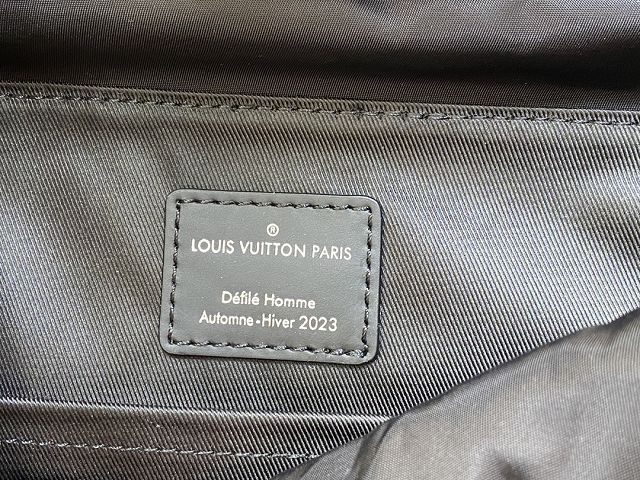 ®
LOUIS VUITTON PARIS
Défilé Homme
Automne-Hiver 2023